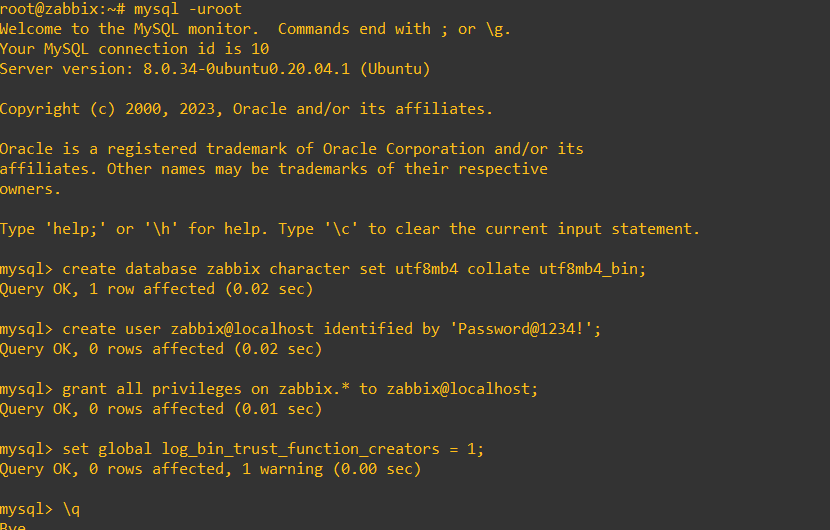 root@zabbix:~# mysql -uroot
Welcome to the MySQL monitor.  Commands end with ; or \g.
Your MySQL connection id is 10
Server version: 8.0.34-0ubuntu0.20.04.1 (Ubuntu)
Copyright (c) 2000, 2023, Oracle and/or its affiliates.
Oracle is a registered trademark of Oracle Corporation and/or its
affiliates. Other names may be trademarks of their respective
owners.
Type 'help;' or '\h' for help. Type '\c' to clear the current input statement.
mysql> create database zabbix character set utf8mb4 collate utf8mb4_bin;
Query OK, 1 row affected (0.02 sec)
mysql> create user zabbix@localhost identified by 'Password@1234!';
Query OK, 0 rows affected (0.02 sec)
mysql> grant all privileges on zabbix.* to zabbix@localhost;
Query OK, 0 rows affected (0.01 sec)
mysql> set global log_bin_trust_function_creators = 1;
Query OK, 0 rows affected, 1 warning (0.00 sec)
mysql> \q
Bye